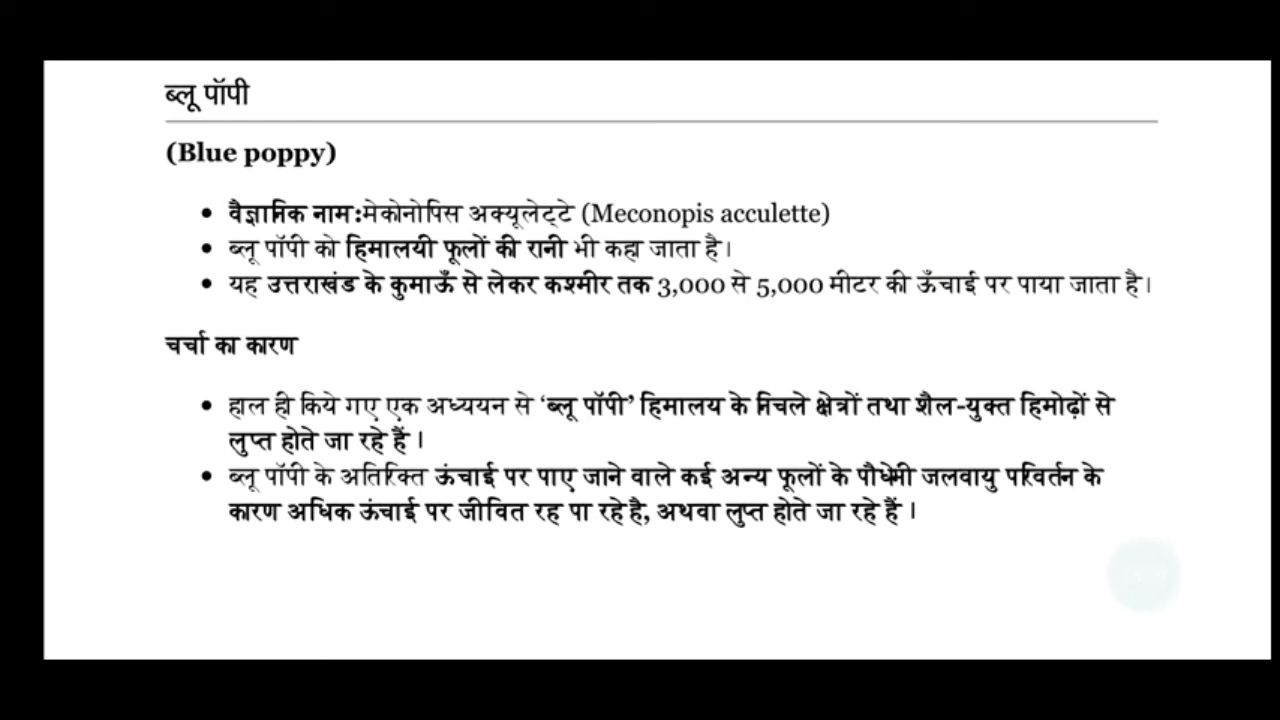 ब्लू पॉपी
(Blue poppy)
• वैज्ञानिक नाम:मेकोनोपिस अक्यूलेट्टे (Meconopis acculette)
• ब्लू पॉपी को हिमालयी फूलों की रानी भी कहा जाता है।
• यह उत्तराखंड के कुमाऊँ से लेकर कश्मीर तक 3,000 से 5,000 मीटर की ऊँचाई पर पाया जाता है।
चर्चा का कारण
• हाल ही किये गए एक अध्ययन से ‘ब्लू पॉपी’ हिमालय के निचले क्षेत्रों तथा शैल-युक्त हिमोढ़ों से
लुप्त होते जा रहे हैं ।
• ब्लू पॉपी के अतिरिक्त ऊंचाई पर पाए जाने वाले कई अन्य फूलों के पौधेमी जलवायु परिवर्तन के
कारण अधिक ऊंचाई पर जीवित रह पा रहे है, अथवा लुप्त होते जा रहे हैं ।